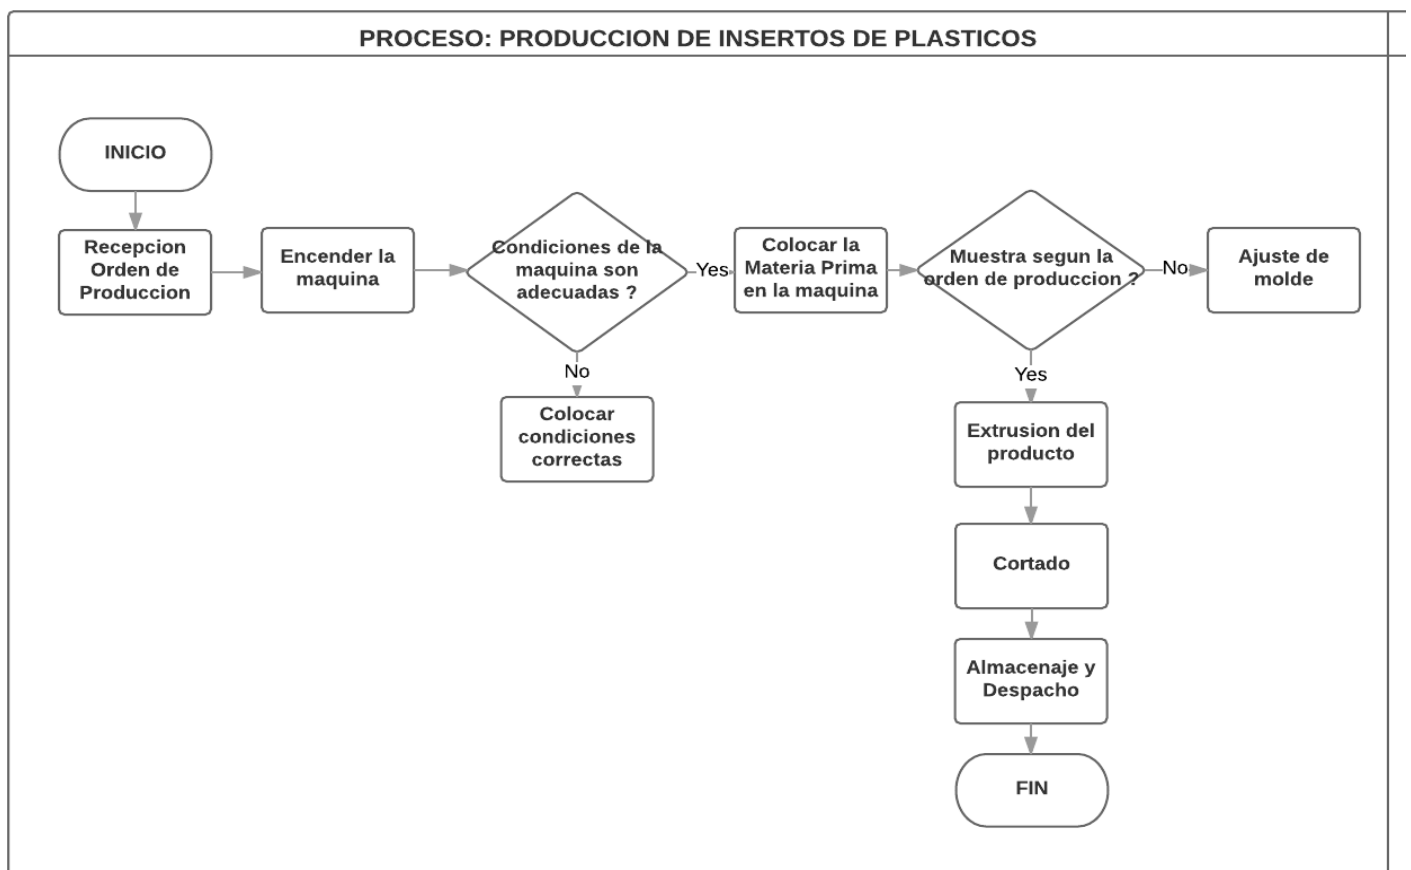 PROCESO: PRODUCCION DE INSERTOS DE PLASTICOS
INICIO
Recepcion
Orden de
Produccion
Encender la
maquina
Condiciones de la
maquina son
adecuadas ?
Yes
No
Colocar
condiciones
correctas
Colocar la
Materia Prima
en la maquina
Muestra segun la
orden de produccion ?
No
Ajuste de
molde
Yes
Extrusion del
producto
Cortado
Almacenaje y
Despacho
FIN